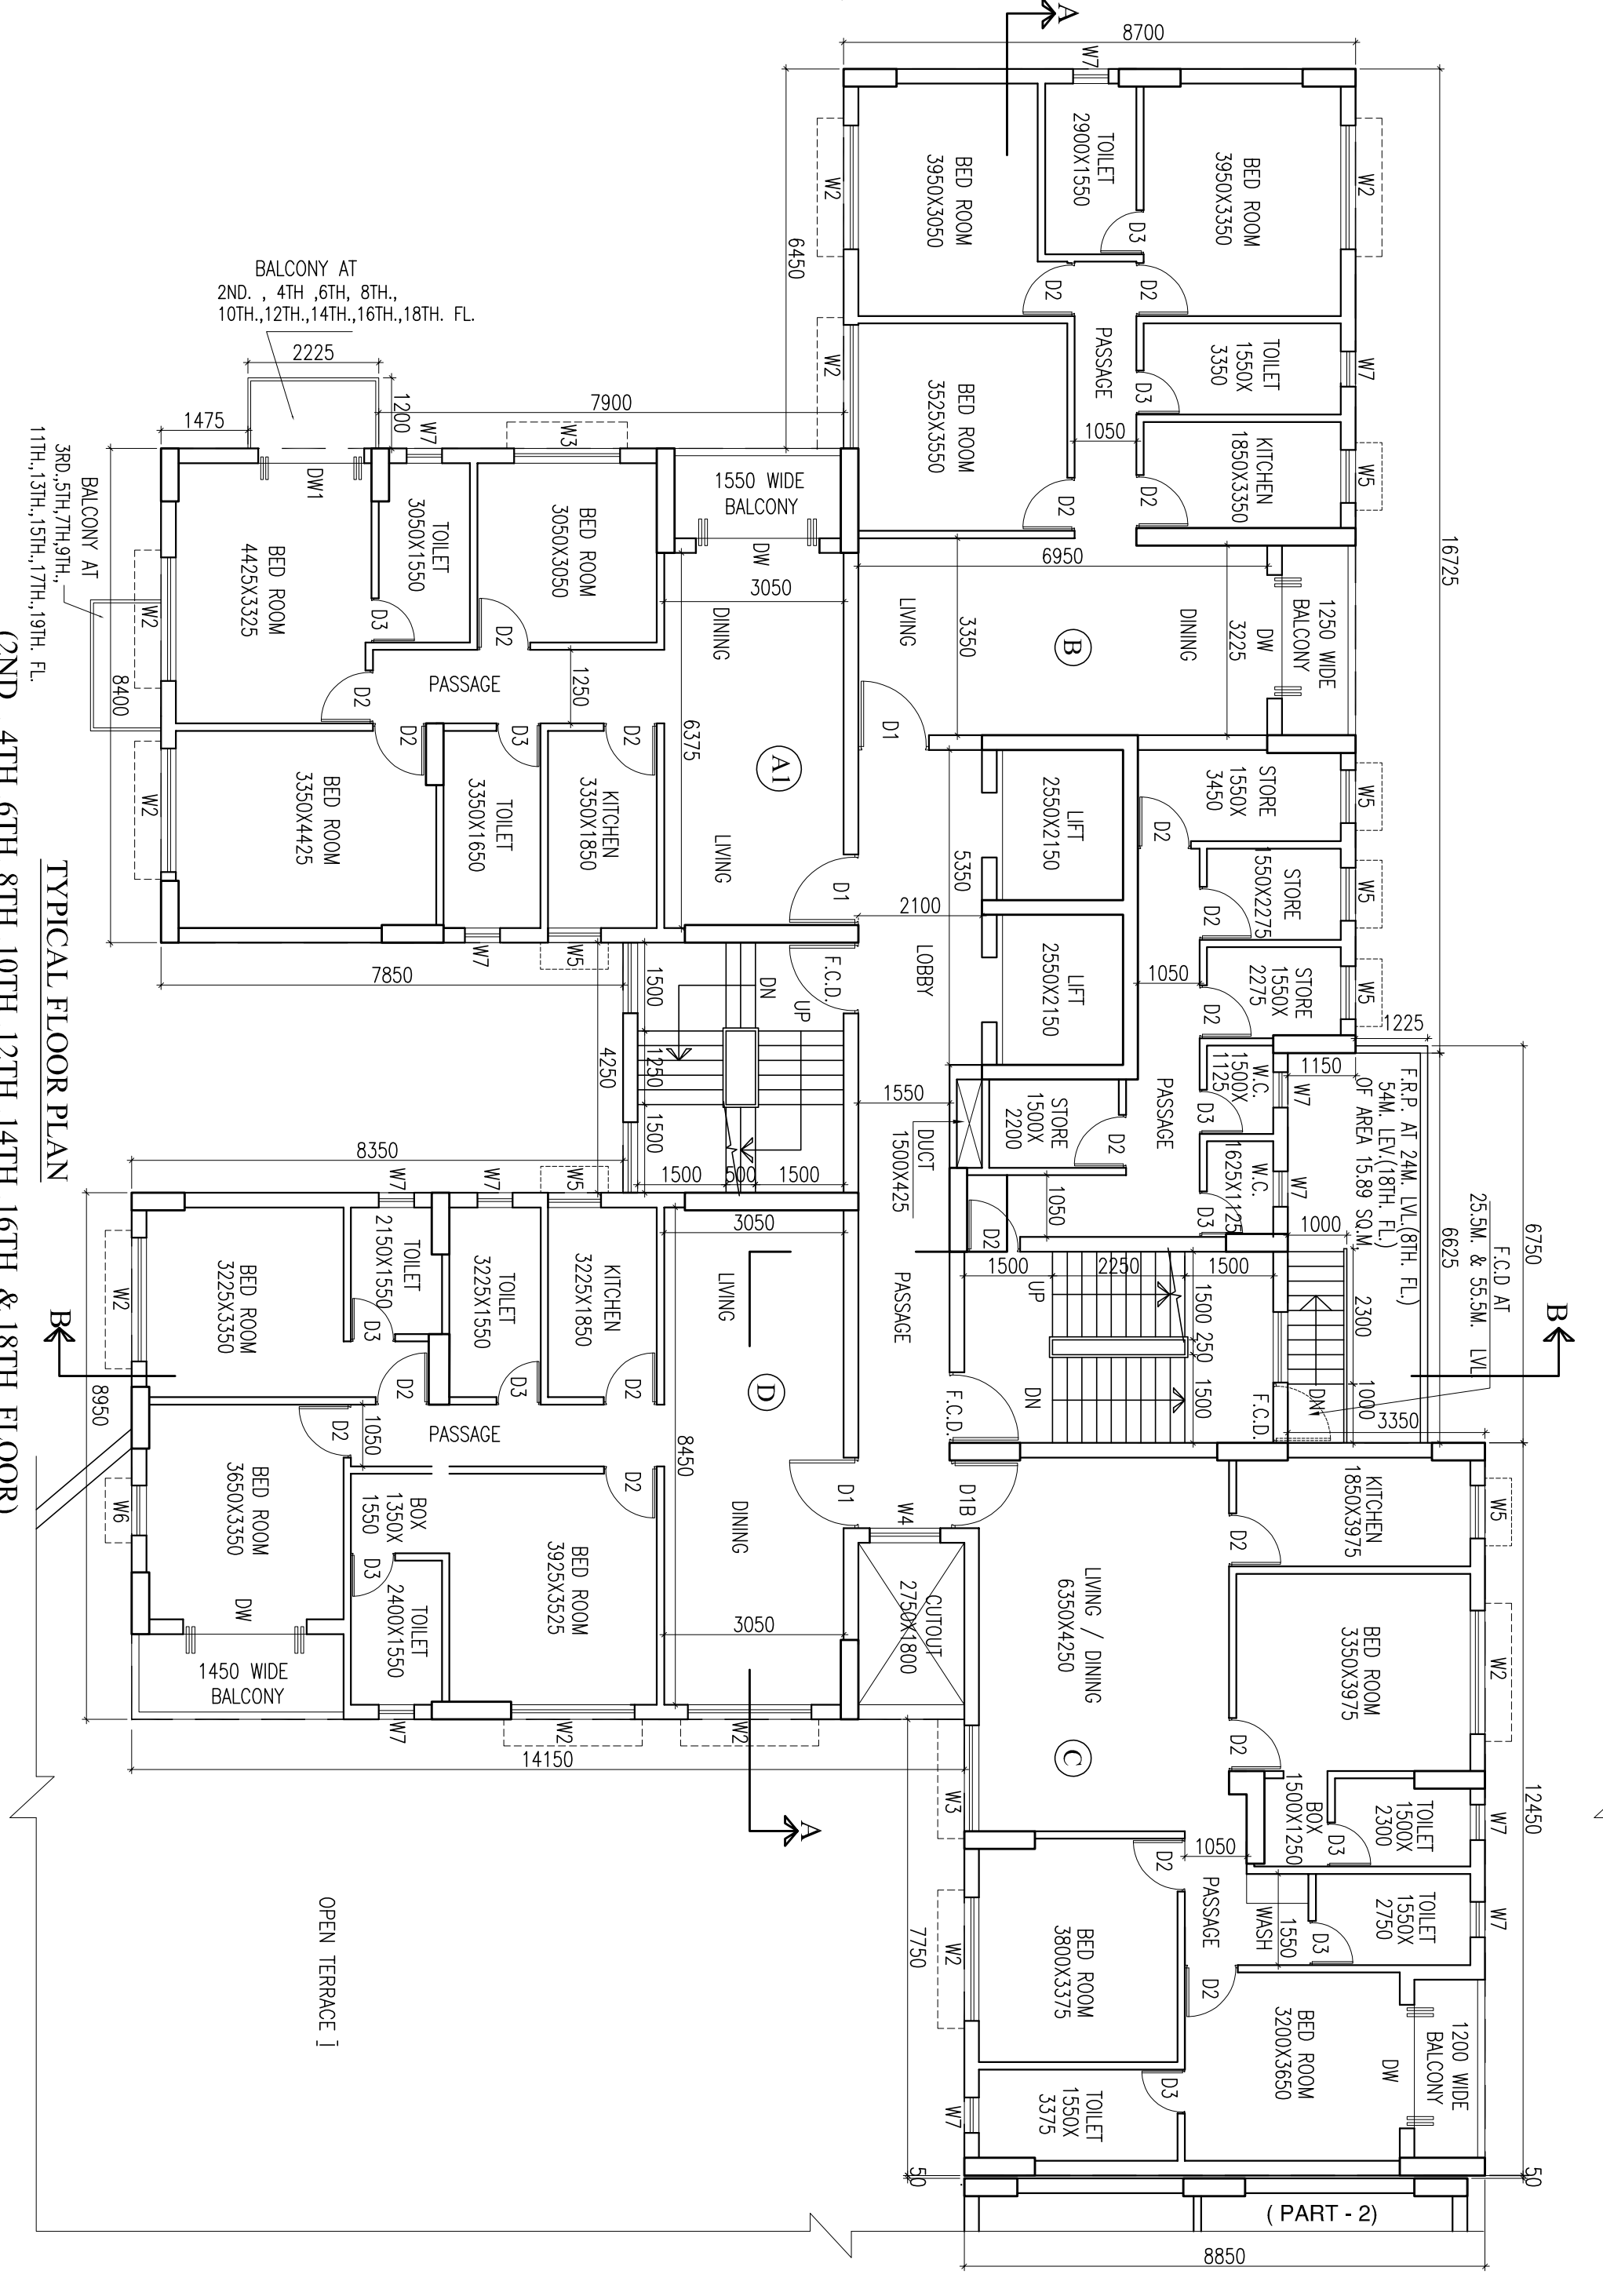 A
8700
W7
6450
16725
BED ROOM
3950X3050
TOILET
2900X1550
BED ROOM
3950X3350
W2
W2
D3
D2
D2
W2
BED ROOM
3525X3550
PASSAGE
TOILET
1550X
3350
W7
D3
1050
KITCHEN
1850X3350
W5
D2
D2
BALCONY AT
2ND. , 4TH ,6TH, 8TH.,
10TH.,12TH.,14TH.,16TH.,18TH. FL.
2225
1200
1475
7900
W7
W3
1550 WIDE
BALCONY
DW
DW1
BED ROOM
4425X3325
TOILET
3050X1550
D3
BED ROOM
3050X3050
D2
3050
DINING
6950
LIVING
3350
B
DINING
3225
DW
1250 WIDE
BALCONY
BALCONY AT
3RD.,5TH,7TH,9TH.,
11TH.,13TH.,15TH.,17TH.,19TH. FL.
8400
W2
PASSAGE
1250
D2
D2
D3
D2
6375
A1
D1
W2
BED ROOM
3350X4425
TOILET
3350X1650
KITCHEN
3350X1850
LIVING
D1
5350
2100
LIFT
2550X2150
LIFT
2550X2150
LOBBY
STORE
1550X
3450
D2
W5
STORE
1550X2275
D2
W5
STORE
1550X
2275
D2
W5
1050
W7
W5
7850
1500
1250
1500
4250
DN
UP
F.C.D.
1500
500
1500
1550
DUCT
1500X425
STORE
1500X
2200
D2
PASSAGE
W.C.
1500X
1125
D3
W.C.
1625X1125
D3
W7
W7
1150
1225
F.R.P. AT 24M. LVL.(8TH. FL.)
54M. LEV.(18TH. FL.)
OF AREA 15.89 SQ.M
6750
6625
F.C.D AT
25.5M. & 55.5M. LVL
1050
D2
1000
2300
1000
3350
DN
F.C.D.
B
1500
2250
1500
UP
1500
250
1500
DN
F.C.D.
PASSAGE
TYPICAL FLOOR PLAN
(2ND , 4TH ,6TH ,8TH ,10TH ,12TH ,14TH ,16TH & 18TH FLOOR)
8350
W7
W7
W5
W2
BED ROOM
3225X3350
TOILET
2150X1550
D3
TOILET
3225X1550
D3
KITCHEN
3225X1850
D2
3050
LIVING
8450
D
B
8950
D2
D2
1050
PASSAGE
W6
BED ROOM
3650X3350
DW
BOX
1350X
1550
D3
TOILET
2400X1550
D2
BED ROOM
3925X3525
DINING
3050
D1
D1B
W4
CUTOUT
2750X1800
1450 WIDE
BALCONY
W7
W2
W2
14150
A
LIVING / DINING
6350X4250
C
KITCHEN
1850X3975
D2
W5
BED ROOM
3350X3975
D2
W2
12450
W3
BOX
1500X1250
TOILET
1500X
2300
D3
W7
1050
D2
PASSAGE
WASH
1550
TOILET
1550X
2750
D3
W7
7750
W2
BED ROOM
3800X3375
D2
BED ROOM
3200X3650
DW
1200 WIDE
BALCONY
D3
TOILET
1550X
3375
W7
50
50
OPEN TERRACE
( PART - 2)
8850